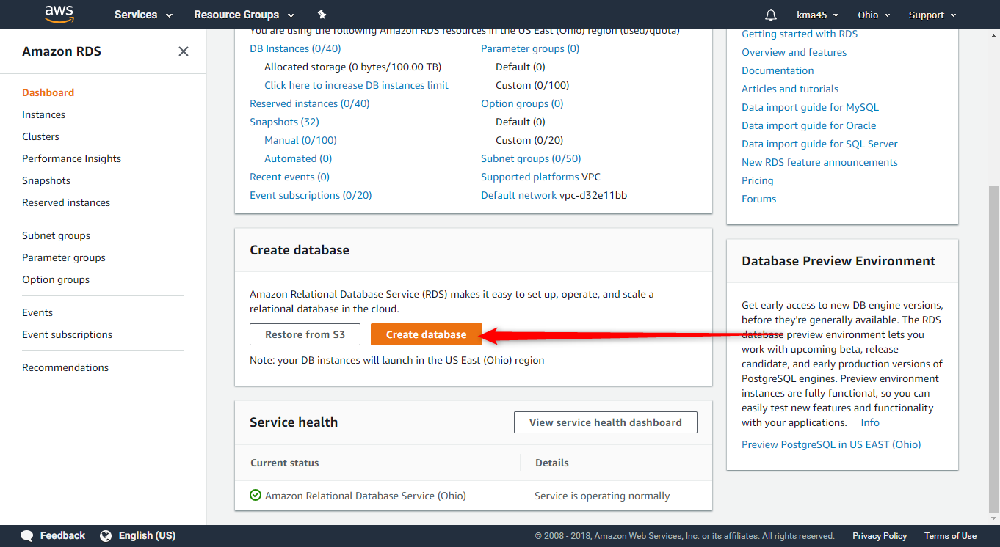 aws
Services
Resource Groups
kma45
Ohio
Support
Amazon RDS
Dashboard
Instances
Clusters
Performance Insights
Snapshots
Reserved instances
Subnet groups
Parameter groups
Option groups
Events
Event subscriptions
Recommendations
You are using the following Amazon RDS resources in the US East (Ohio) region (used/quota)
DB Instances (0/40)
Allocated storage (0 bytes/100.00 TB)
Click here to increase DB instances limit
Reserved instances (0/40)
Snapshots (32)
Manual (0/100)
Automated (0)
Recent events (0)
Event subscriptions (0/20)
Parameter groups (0)
Default (0)
Custom (0/100)
Option groups (0)
Default (0)
Custom (0/20)
Subnet groups (0/50)
Supported platforms VPC
Default network vpc-d32e11bb
Create database
Amazon Relational Database Service (RDS) makes it easy to set up, operate, and scale a
relational database in the cloud.
Restore from S3
Create database
Note: your DB instances will launch in the US East (Ohio) region
Service health
View service health dashboard
Current status
Details
Amazon Relational Database Service (Ohio)
Service is operating normally
Getting started with RDS
Overview and features
Documentation
Articles and tutorials
Data import guide for MySQL
Data import guide for Oracle
Data import guide for SQL Server
New RDS feature announcements
Pricing
Forums
Database Preview Environment
Get early access to new DB engine versions,
before they're generally available. The RDS
database preview environment lets you
work with upcoming beta, release
candidate, and early production versions of
PostgreSQL engines. Preview environment
instances are fully functional, so you can
easily test new features and functionality
with your applications. Info
Preview PostgreSQL in US EAST (Ohio)
Feedback
English (US)
© 2008 - 2018, Amazon Web Services, Inc. or its affiliates. All rights reserved.
Privacy Policy
Terms of Use